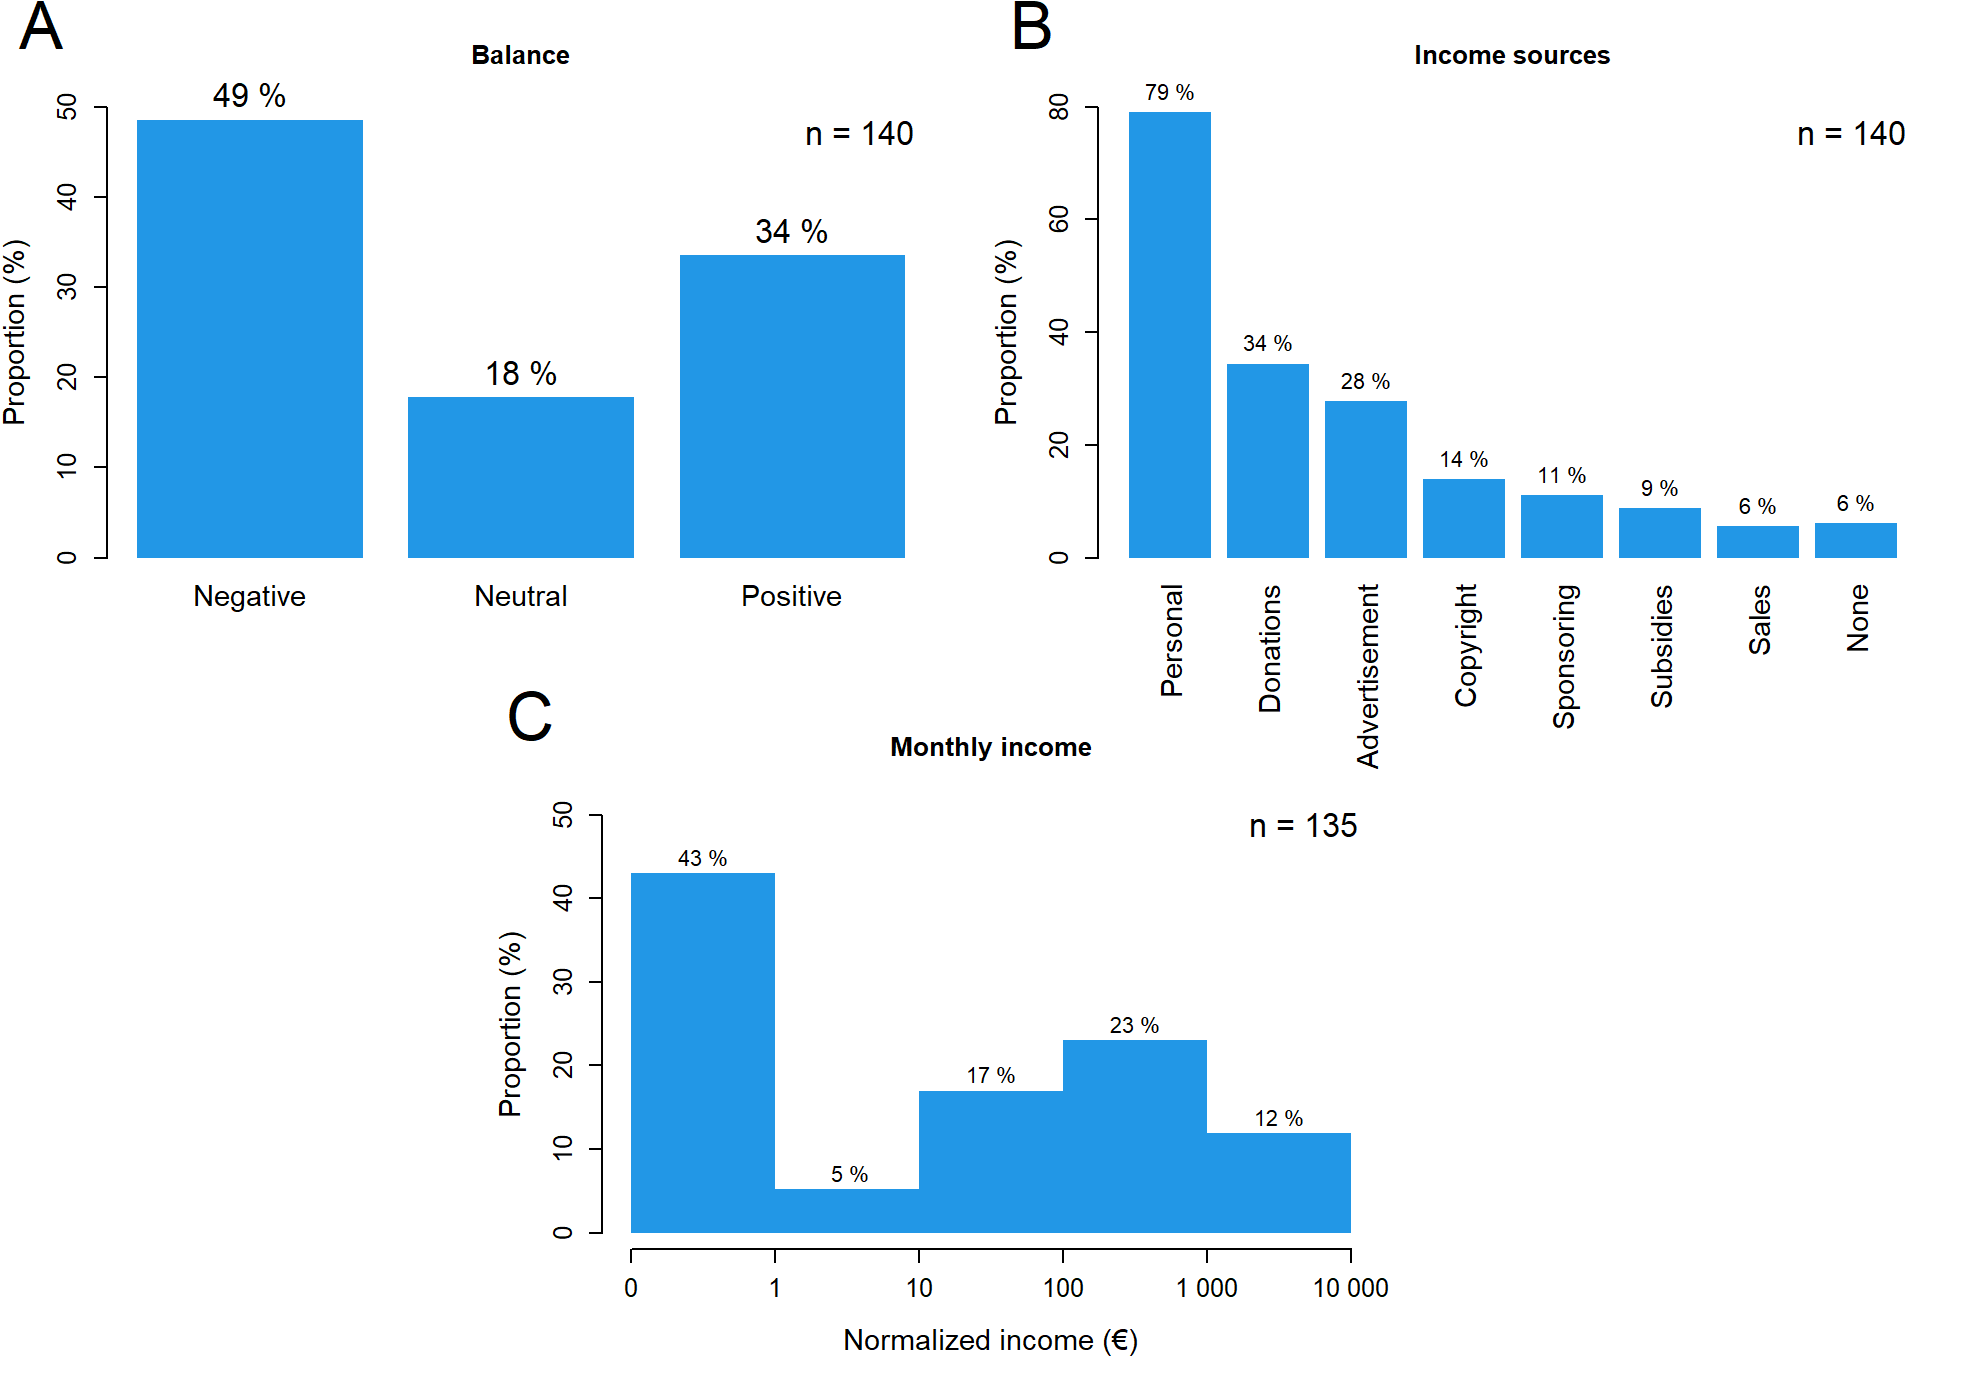 A
Balance
49 %
18 %
34 %
n = 140
Proportion (%)
0
10
20
30
40
50
Negative
Neutral
Positive
B
Income sources
79 %
34 %
28 %
14 %
11 %
9 %
6 %
6 %
n = 140
Proportion (%)
0
20
40
60
80
Personal
Donations
Advertisement
Copyright
Sponsoring
Subsidies
Sales
None
C
Monthly income
43 %
5 %
17 %
23 %
12 %
n = 135
Proportion (%)
0
10
20
30
40
50
0
1
10
100
1 000
10 000
Normalized income (€)